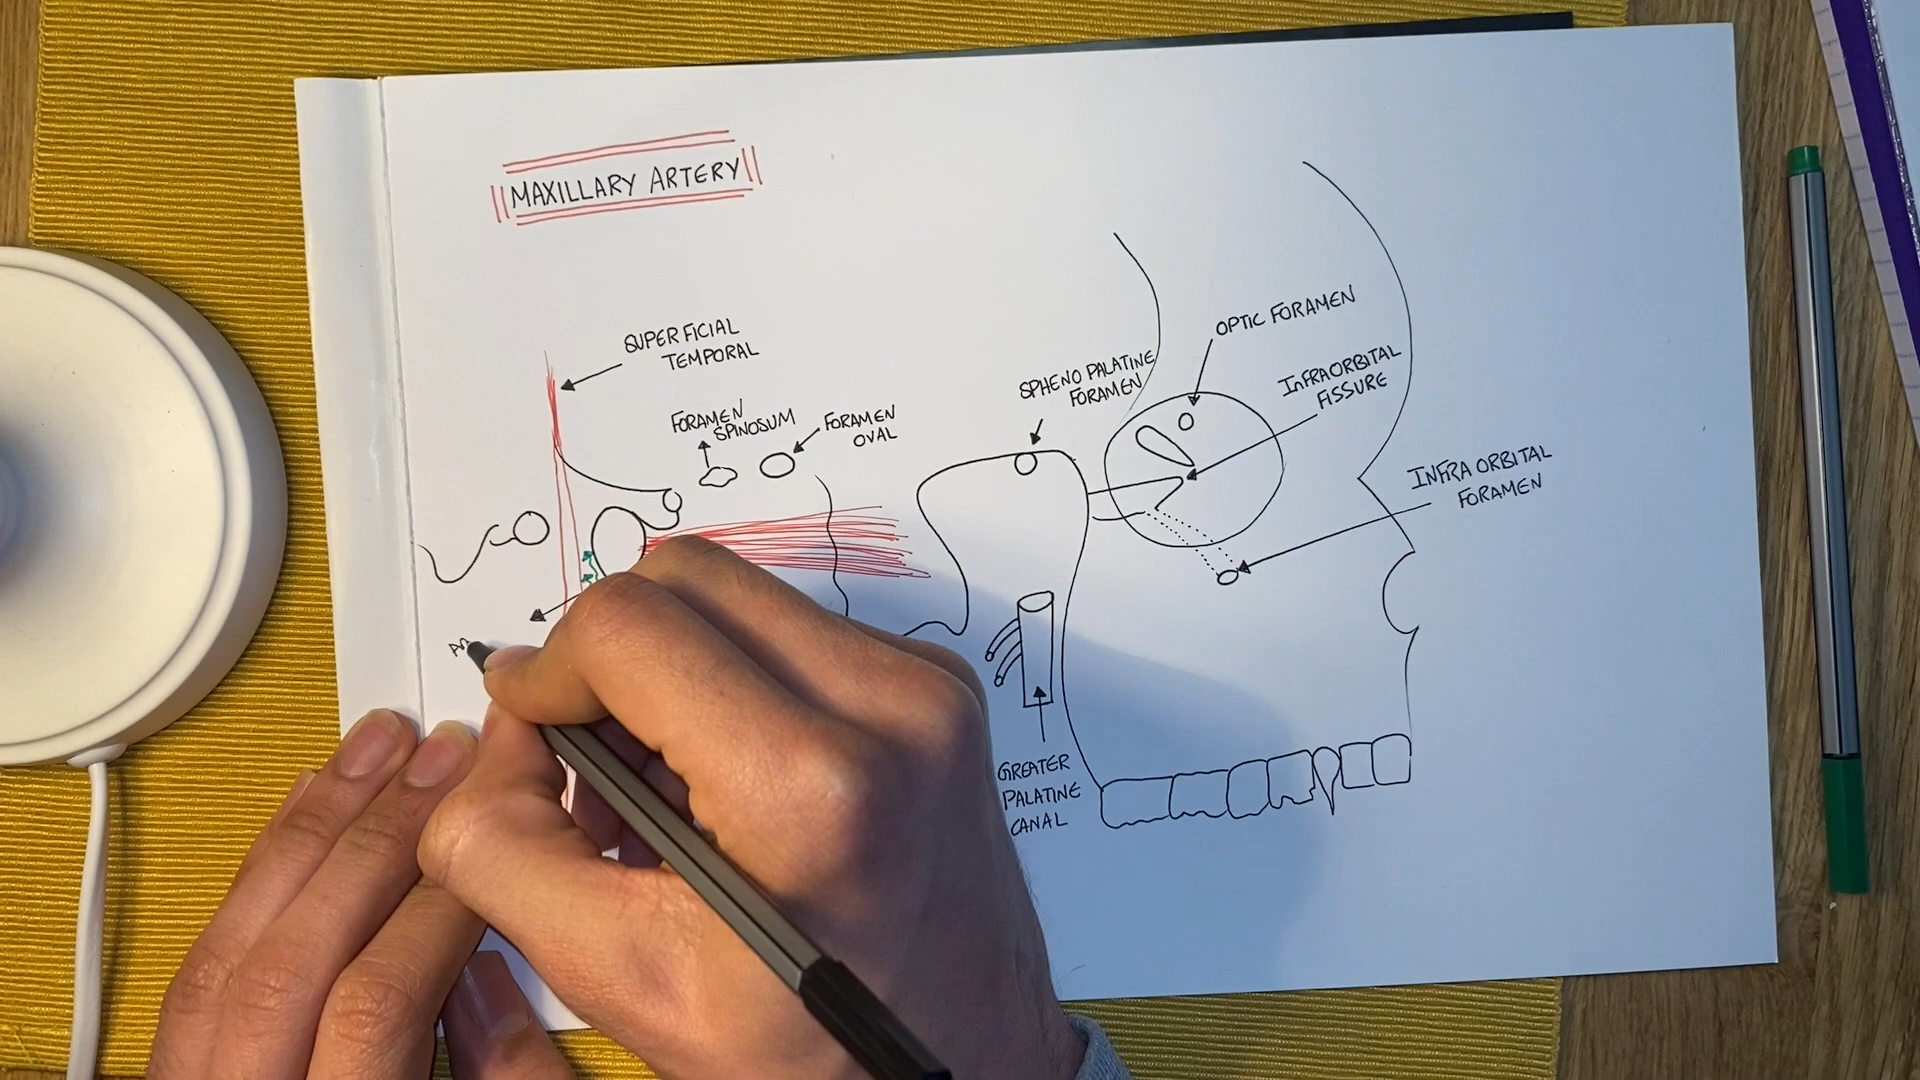 MAXILLARY ARTERY
SUPERFICIAL
TEMPORAL
FORAMEN
SPINOSUM
FORAMEN
OVAL
SPHENO PALATINE
FORAMEN
OPTIC FORAMEN
INFRAORBITAL
FISSURE
INFRA ORBITAL
FORAMEN
GREATER
PALATINE
CANAL